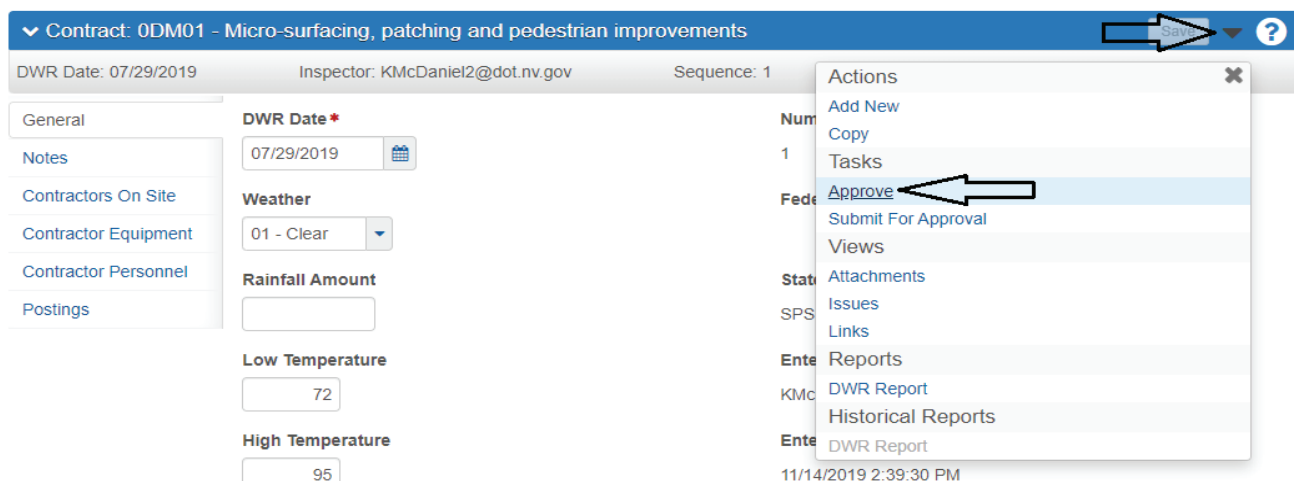 Contract: 0DM01 - Micro-surfacing, patching and pedestrian improvements
Save
?
DWR Date: 07/29/2019
Inspector: KMcDaniel2@dot.nv.gov
Sequence: 1
General
Notes
Contractors On Site
Contractor Equipment
Contractor Personnel
Postings
DWR Date*
07/29/2019
Weather
01 - Clear
Rainfall Amount
Low Temperature
72
High Temperature
95
Num
1
Fede
State
SPS
Ente
KMc
Ente
11/14/2019 2:39:30 PM
Actions
Add New
Copy
Tasks
Approve
Submit For Approval
Views
Attachments
Issues
Links
Reports
DWR Report
Historical Reports
DWR Report